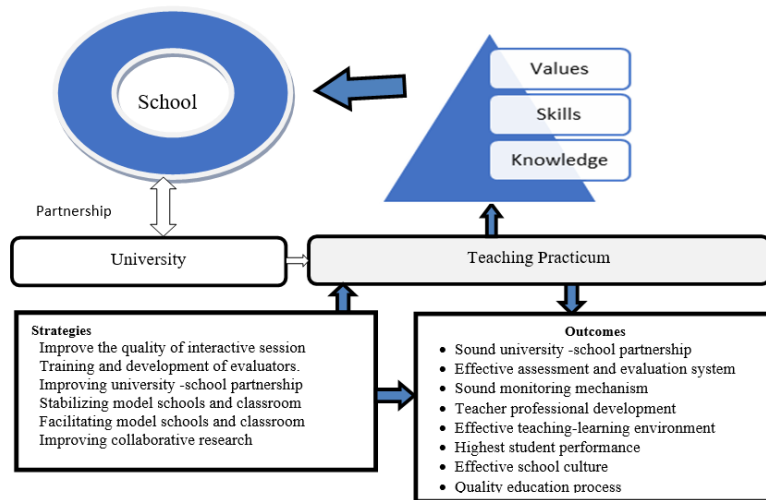 School
Values
Skills
Knowledge
Partnership
University
Teaching Practicum
Strategies
Improve the quality of interactive session
Training and development of evaluators.
Improving university -school partnership
Stabilizing model schools and classroom
Facilitating model schools and classroom
Improving collaborative research
Outcomes
• Sound university -school partnership
• Effective assessment and evaluation system
• Sound monitoring mechanism
• Teacher professional development
• Effective teaching-learning environment
• Highest student performance
• Effective school culture
• Quality education process